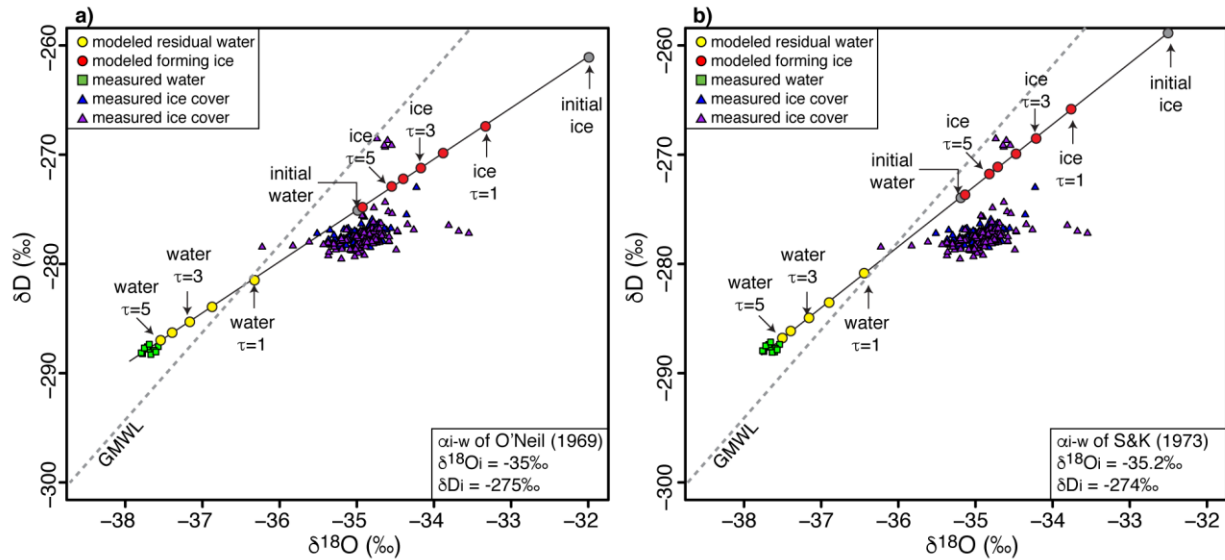 a)
modeled residual water
modeled forming ice
measured water
measured ice cover
measured ice cover
initial
ice
ice
τ=3
ice
τ=5
ice
τ=1
initial
water
water
τ=3
water
τ=5
water
τ=1
GMWL
αi-w of O'Neil (1969)
δ18Oi = -35‰
δDi = -275‰
δD (‰)
−260
−270
−280
−290
−300
−38
−37
−36
−35
−34
−33
−32
δ18O (‰)
b)
modeled residual water
modeled forming ice
measured water
measured ice cover
measured ice cover
initial
ice
ice
τ=3
ice
τ=5
ice
τ=1
initial
water
water
τ=3
water
τ=5
water
τ=1
GMWL
αi-w of S&K (1973)
δ18Oi = -35.2‰
δDi = -274‰
δD (‰)
−260
−270
−280
−290
−300
−38
−37
−36
−35
−34
−33
−32
δ18O (‰)